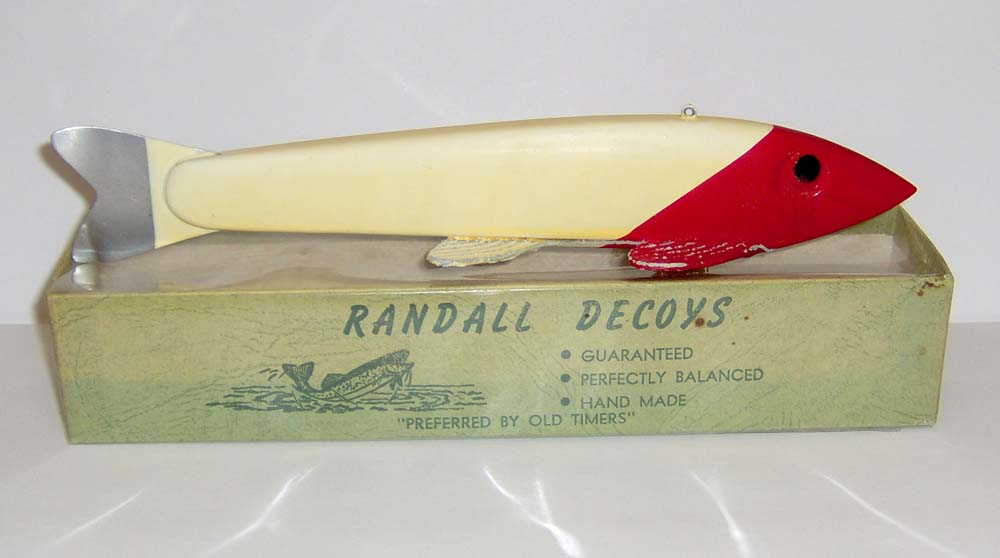 RANDALL DECOYS
• GUARANTEED
• PERFECTLY BALANCED
• HAND MADE
"PREFERRED BY OLD TIMERS"